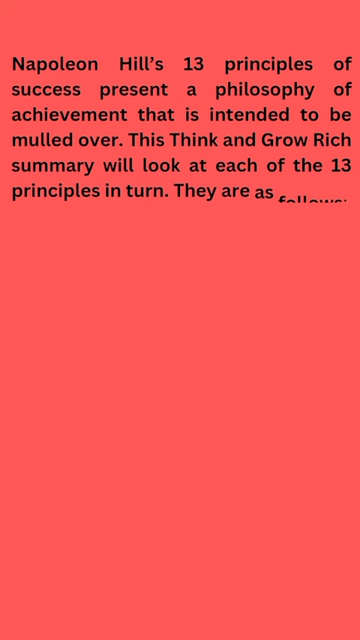 Napoleon Hill's 13 principles of
success present a philosophy of
achievement that is intended to be
mulled over. This Think and Grow Rich
summary will look at each of the 13
principles in turn. They are as follows: